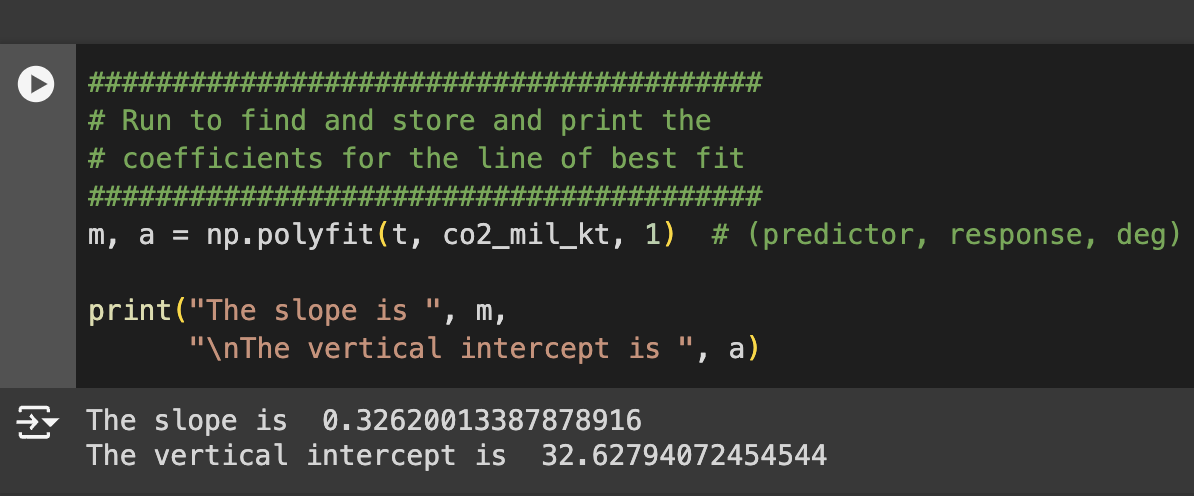 ########################################
# Run to find and store and print the
# coefficients for the line of best fit
########################################
m, a = np.polyfit(t, co2_mil_kt, 1)  # (predictor, response, deg)
print("The slope is ", m,
      "\nThe vertical intercept is ", a)
The slope is  0.32620013387878916
The vertical intercept is  32.62794072454544